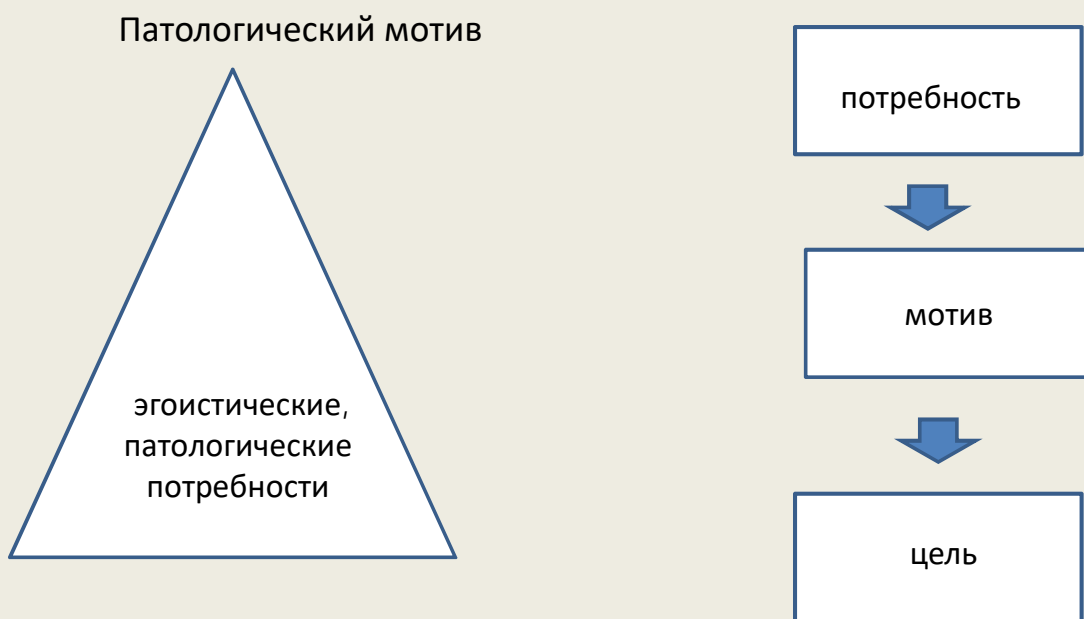 Патологический мотив
эгоистические,
патологические
потребности
потребность
мотив
цель